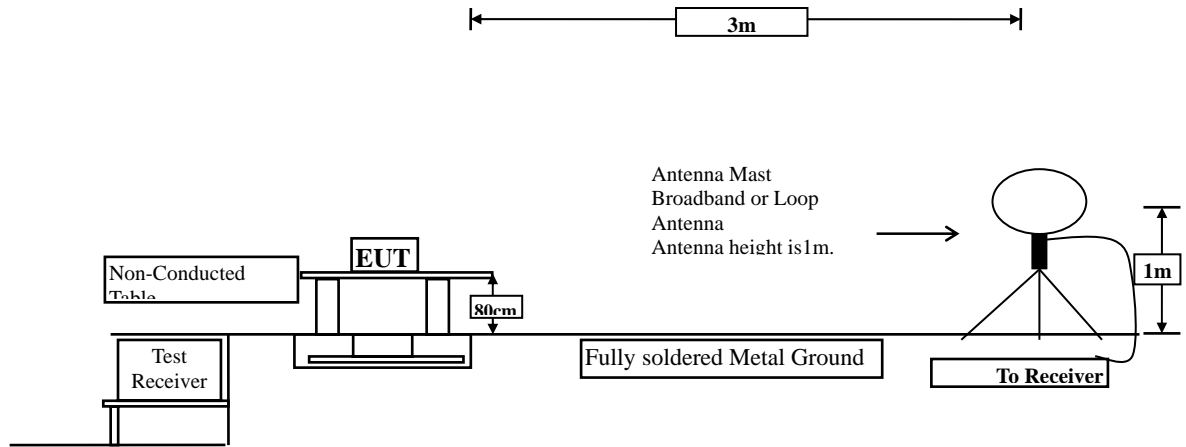 3m
Antenna Mast
Broadband or Loop
Antenna
Antenna height is1m.
EUT
Non-Conducted
Table
80cm
1m
Test
Receiver
Fully soldered Metal Ground
To Receiver